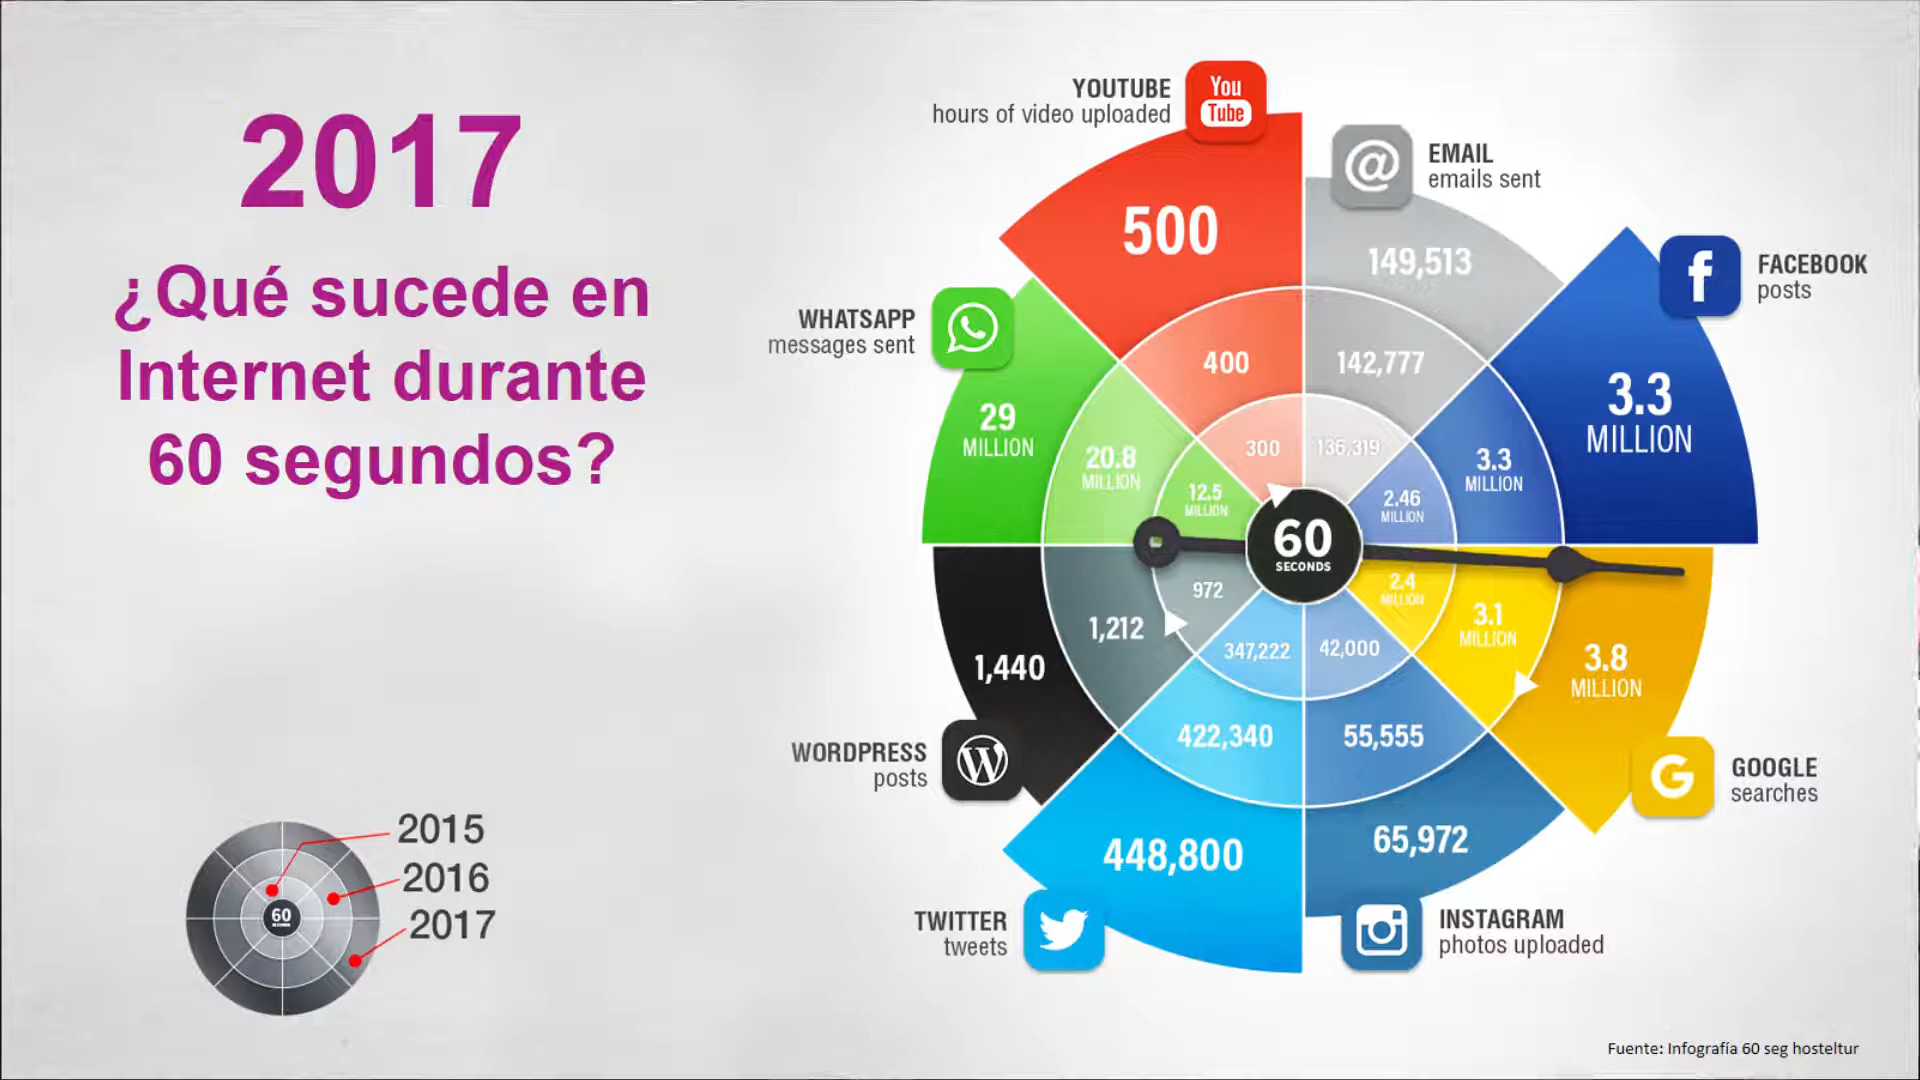 2017
¿Qué sucede en
Internet durante
60 segundos?
YOUTUBE
hours of video uploaded
You
Tube
500
400
300
@
EMAIL
emails sent
149,513
142,777
136,319
f
FACEBOOK
posts
3.3
MILLION
3.3
MILLION
2.46
MILLION
WHATSAPP
messages sent
29
MILLION
20.8
MILLION
12.5
MILLION
60
SECONDS
G
GOOGLE
searches
2.4
MILLION
3.1
MILLION
3.8
MILLION
WORDPRESS
posts
W
972
1,212
1,440
TWITTER
tweets
347,222
422,340
448,800
INSTAGRAM
photos uploaded
42,000
55,555
65,972
2015
2016
2017
60
SECONDS
Fuente: Infografía 60 seg hosteltur